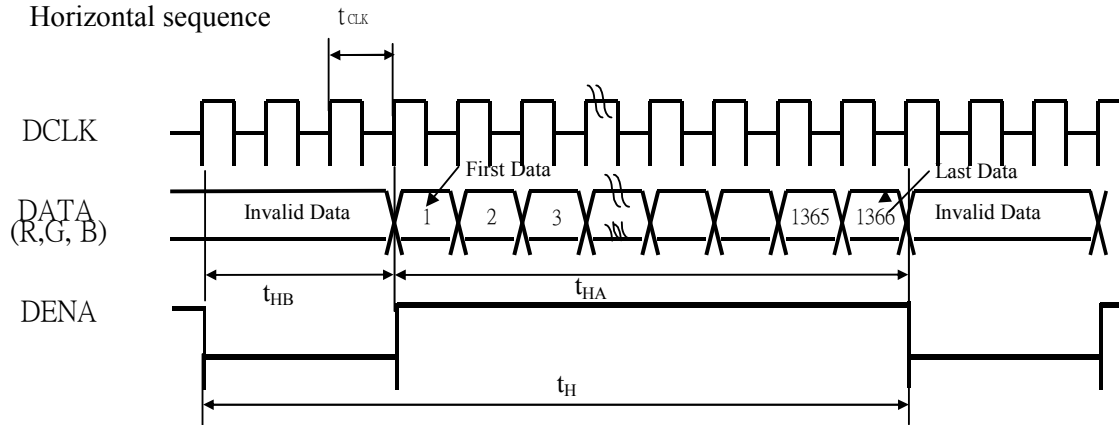 Horizontal sequence
tCLK
DCLK
First Data
Last Data
DATA
(R,G, B)
Invalid Data
1
2
3
1365
1366
Invalid Data
tHB
tHA
DENA
tH